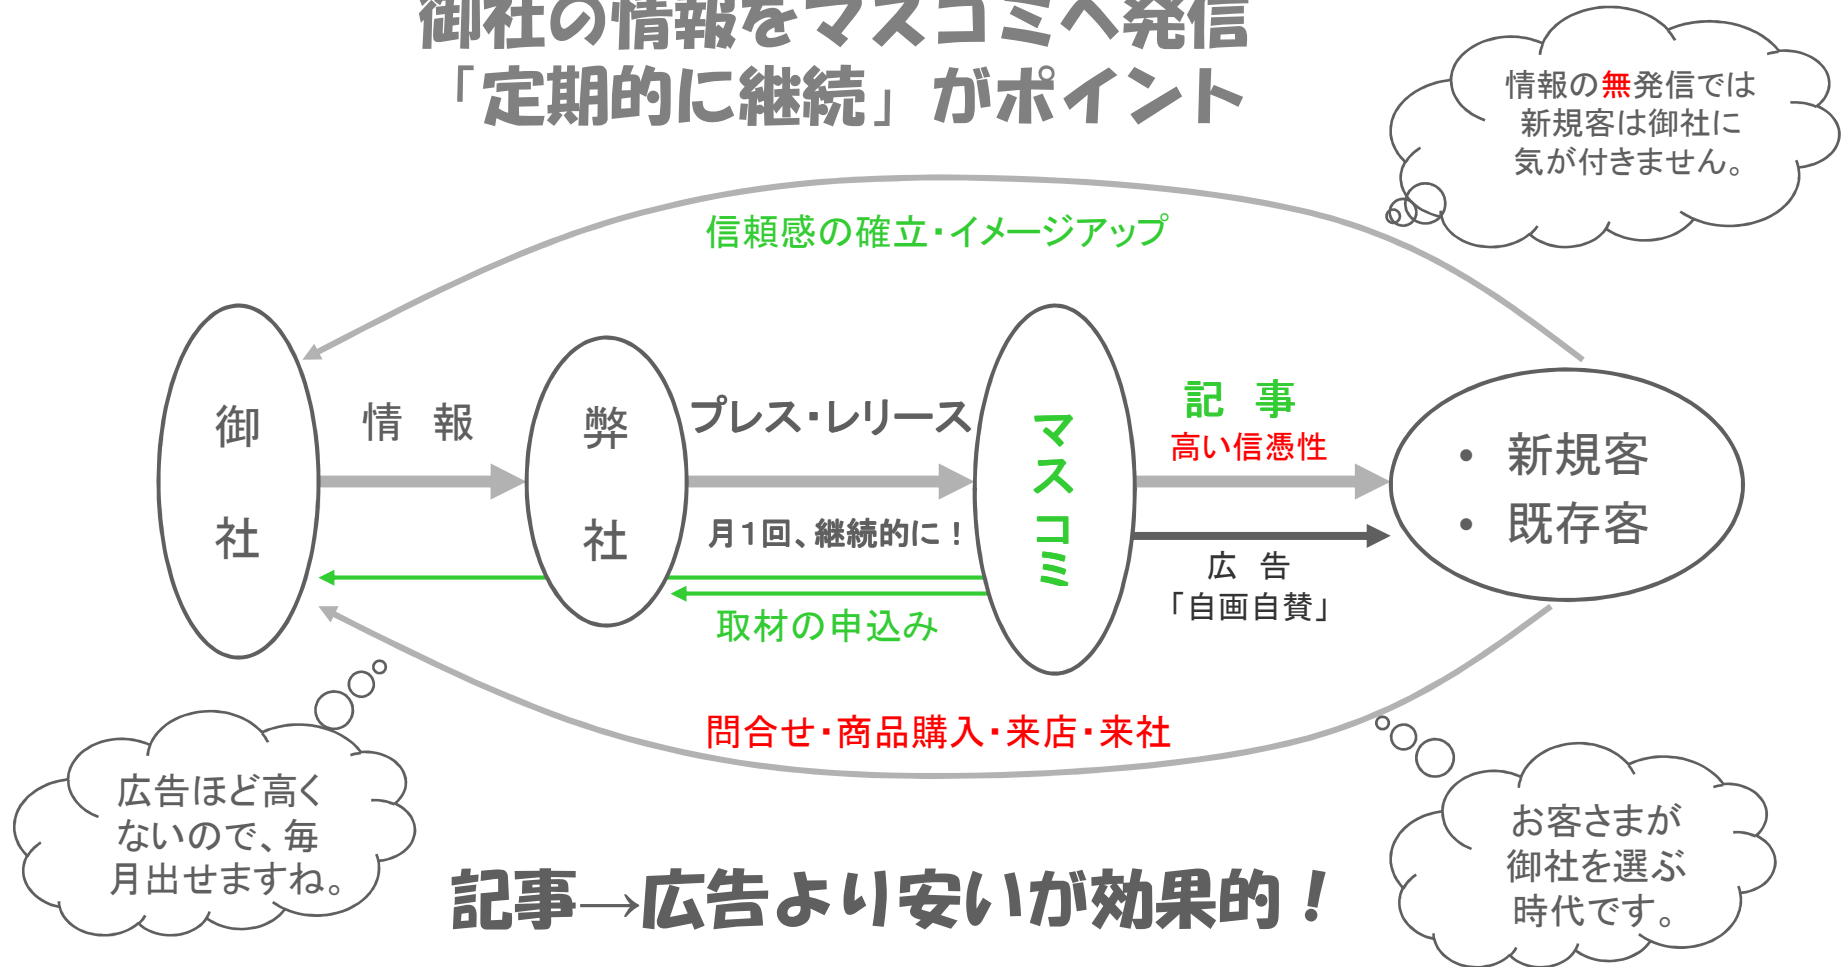 御社の情報をマスコミへ発信
「定期的に継続」がポイント
情報の無発信では
新規客は御社に
気が付きません。
信頼感の確立・イメージアップ
御社
情 報
弊社
プレス・レリース
月1回、継続的に！
取材の申込み
マスコミ
記 事
高い信憑性
広 告
「自画自賛」
• 新規客
• 既存客
問合せ・商品購入・来店・来社
広告ほど高く
ないので、毎
月出せますね。
お客さまが
御社を選ぶ
時代です。
記事→広告より安いが効果的！